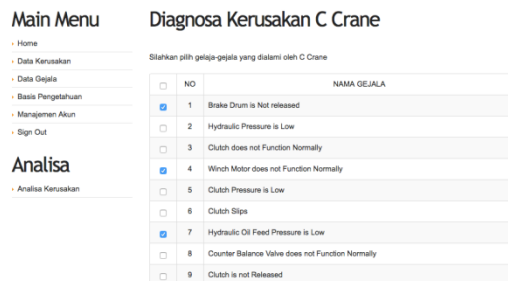 Main Menu
Home
Data Kerusakan
Data Gejala
Basis Pengetahuan
Manajemen Akun
Sign Out
Analisa
Analisa Kerusakan
Diagnosa Kerusakan C Crane
Silahkan pilih gelaja-gejala yang dialami oleh C Crane
NO NAMA GEJALA
1 Brake Drum is Not released
2 Hydraulic Pressure is Low
3 Clutch does not Function Normally
4 Winch Motor does not Function Normally
5 Clutch Pressure is Low
6 Clutch Slips
7 Hydraulic Oil Feed Pressure is Low
8 Counter Balance Valve does not Function Normally
9 Clutch is not Released